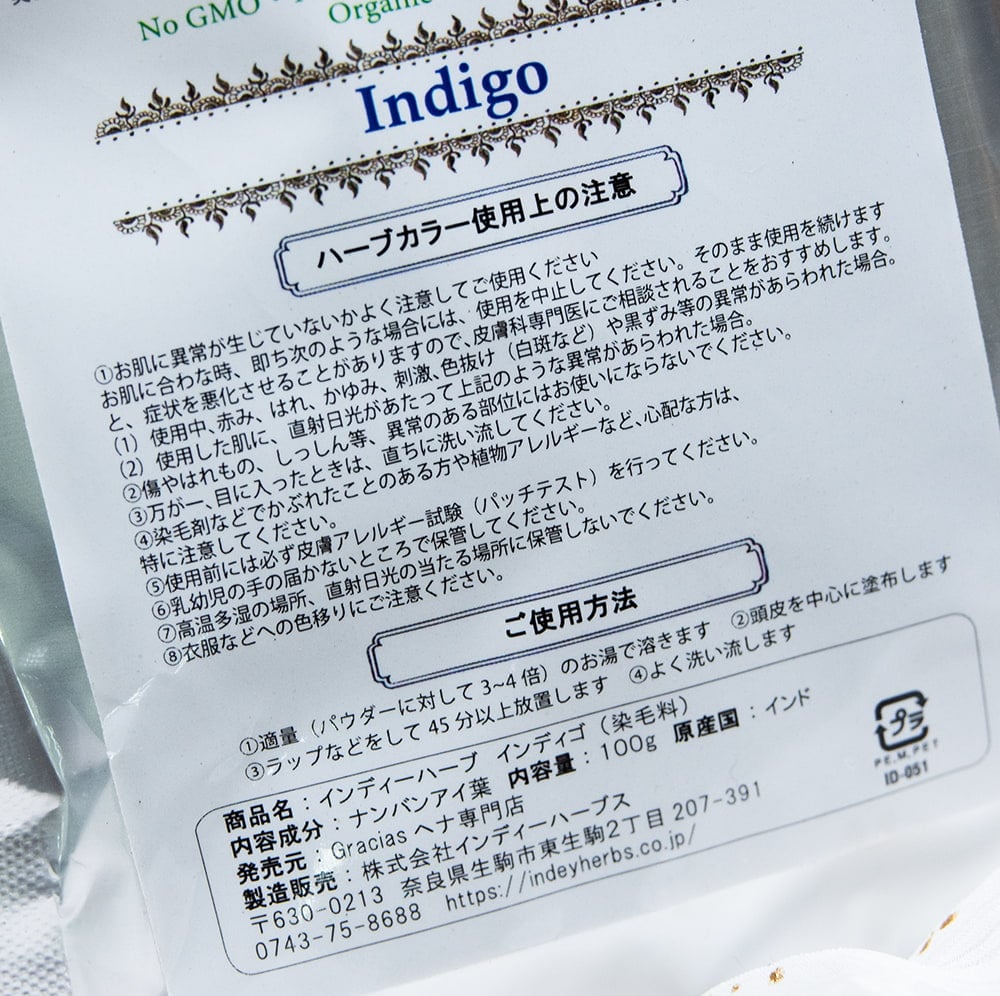 No GMO
Organic
Indigo
ハーブカラー使用上の注意
①お肌に異常が生じていないかよく注意してご使用ください
お肌に合わな時、即ち次のような場合には、使用を中止してください。そのまま使用を続けます
と、症状を悪化させることがありますので、皮膚科専門医にご相談されることをおすすめします。
(1) 使用中、赤み、はれ、かゆみ、刺激、色抜け（白斑など）や黒ずみ等の異常があらわれた場合。
(2) 使用した肌に、直射日光があたって上記のような異常があらわれた場合。
②傷やはれもの、しっしん等、異常のある部位にはお使いにならないでください。
③万が一、目に入ったときは、直ちに洗い流してください。
④染毛剤などでかぶれたことのある方や植物アレルギーなど、心配な方は、
特に注意してください。
⑤使用前には必ず皮膚アレルギー試験（パッチテスト）を行ってください。
⑥乳幼児の手の届かないところで保管してください。
⑦高温多湿の場所、直射日光の当たる場所に保管しないでください。
⑧衣服などへの色移りにご注意ください。
ご使用方法
①適量（パウダーに対して3~4倍）のお湯で溶きます ②頭皮を中心に塗布します
③ラップなどをして45分以上放置します ④よく洗い流します
商品名：インディーハーブ インディゴ（染毛料）
内容成分：ナンバンアイ葉 内容量：100g 原産国：インド
発売元：Gracias ヘナ専門店
製造販売：株式会社インディーハーブス
〒630-0213 奈良県生駒市東生駒2丁目207-391
0743-75-8688 https://indeyherbs.co.jp/
プラ
PE,M,PET
ID-051